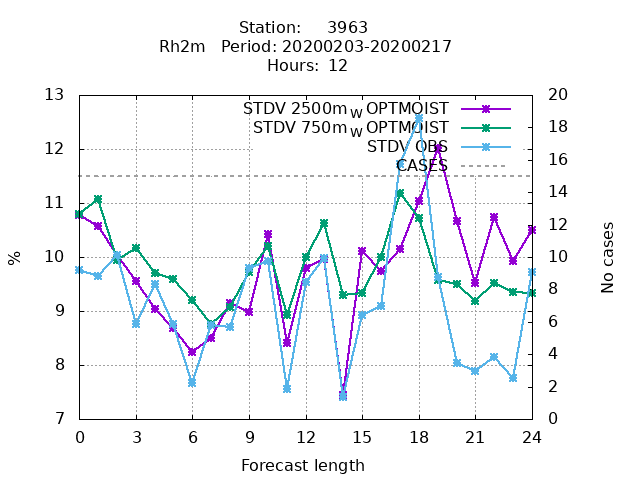 Station: 3963
Rh2m Period: 20200203-20200217
Hours: 12
13
12
11
10
9
8
7
%
20
18
16
14
12
10
8
6
4
2
0
No cases
STDV 2500m_W OPTMOIST
STDV 750m_W OPTMOIST
STDV OBS
CASES
0 3 6 9 12 15 18 21 24
Forecast length